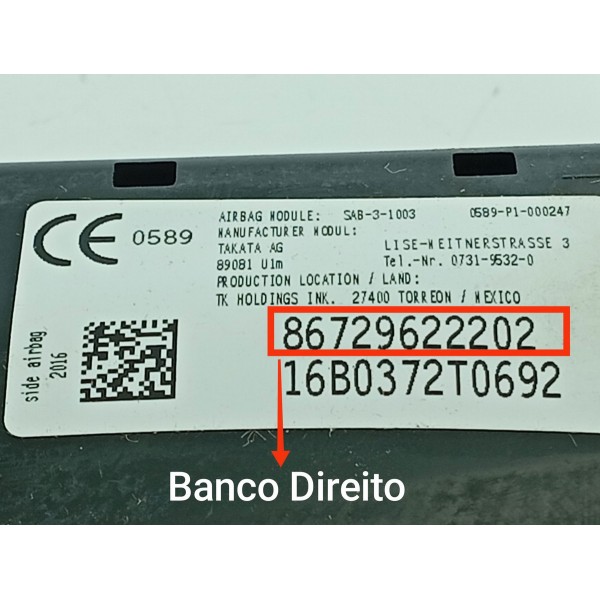 CE 0589
AIRBAG MODULE: SAB-3-1003 0589-P1-000247
MANUFACTURER MODUL:
TAKATA AG LISE-MEITNERSTRASSE 3
89081 Ulm Tel.-Nr. 0731-9532-0
PRODUCTION LOCATION / LAND:
TK HOLDINGS INK. 27400 TORREON / MEXICO
side airbag
2016
86729622202
16B0372T0692
Banco Direito